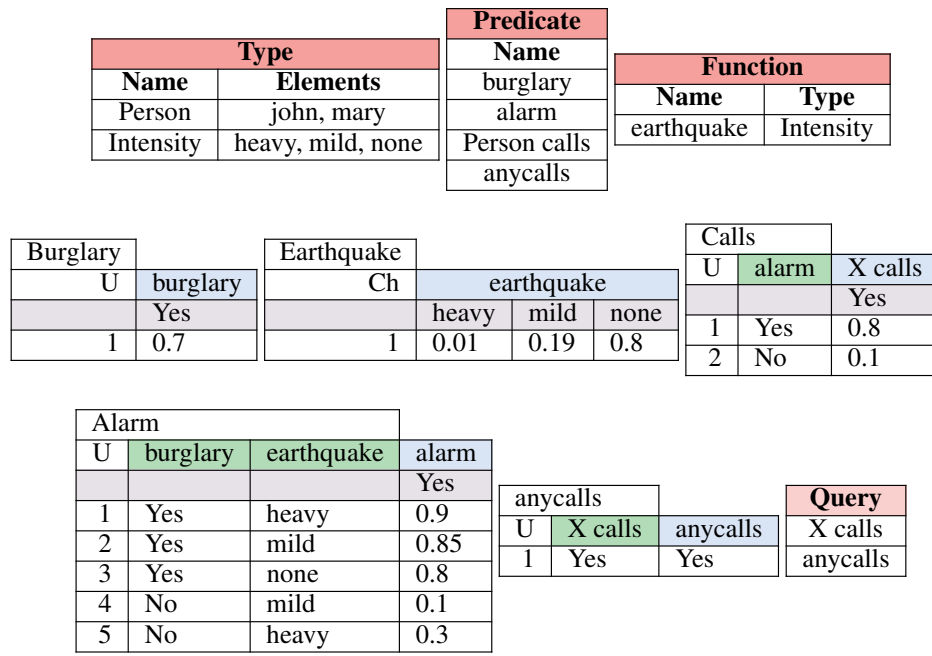 Type
Name Elements
Person john, mary
Intensity heavy, mild, none
Predicate
Name
burglary
alarm
Person calls
anycalls
Function
Name Type
earthquake Intensity
Burglary
U burglary
Yes
1 0.7
Earthquake
Ch earthquake
heavy mild none
1 0.01 0.19 0.8
Calls
U alarm X calls
Yes
1 Yes 0.8
2 No 0.1
Alarm
U burglary earthquake alarm
Yes
1 Yes heavy 0.9
2 Yes mild 0.85
3 Yes none 0.8
4 No mild 0.1
5 No heavy 0.3
anycalls
U X calls anycalls
1 Yes Yes
Query
X calls
anycalls